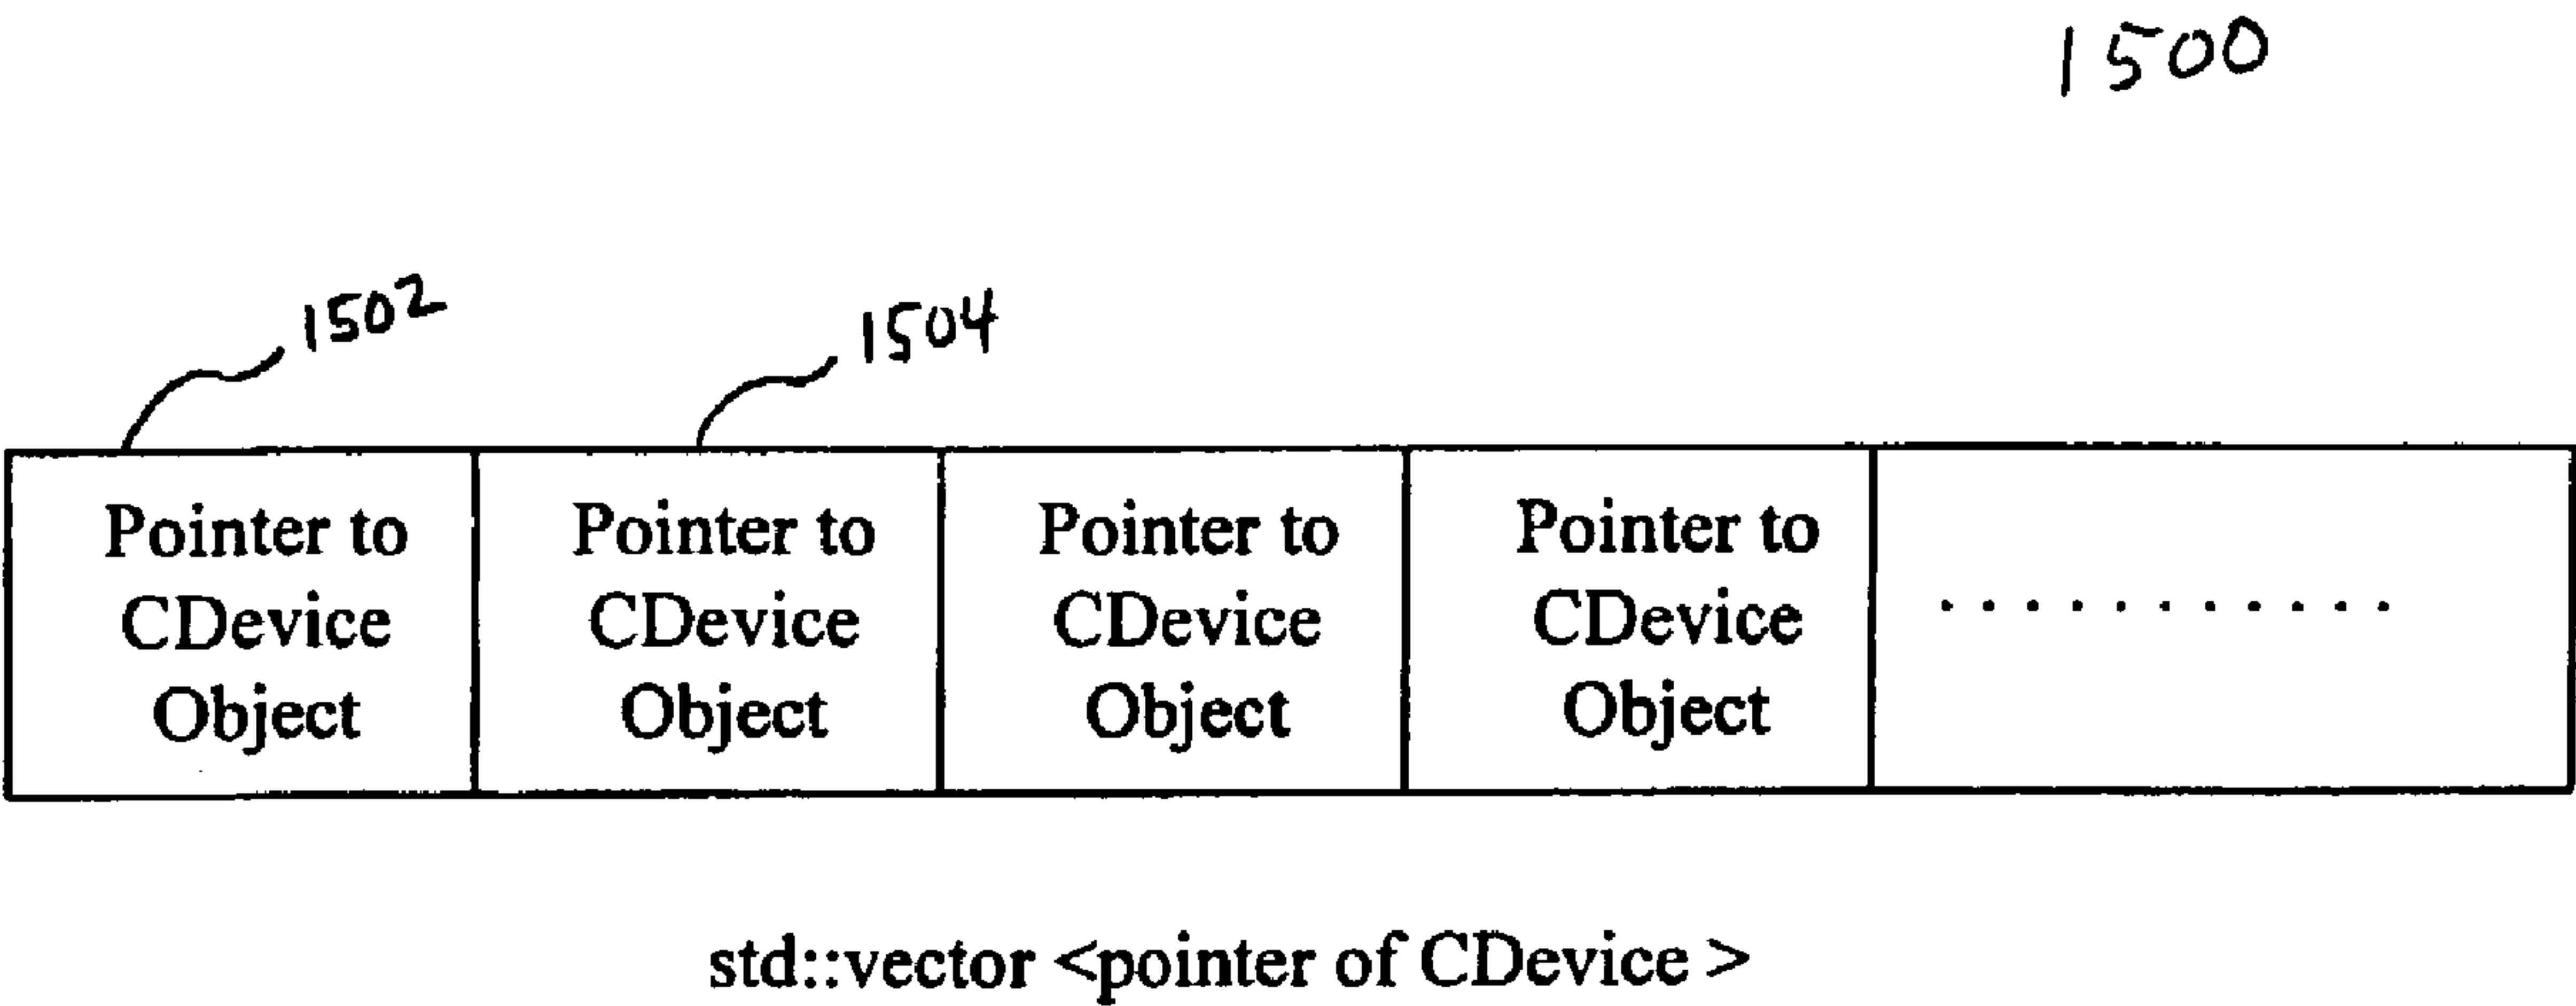 1500
1502
1504
Pointer to
CDevice
Object
Pointer to
CDevice
Object
Pointer to
CDevice
Object
Pointer to
CDevice
Object
. . . . . . . . . . .
std::vector <pointer of CDevice >